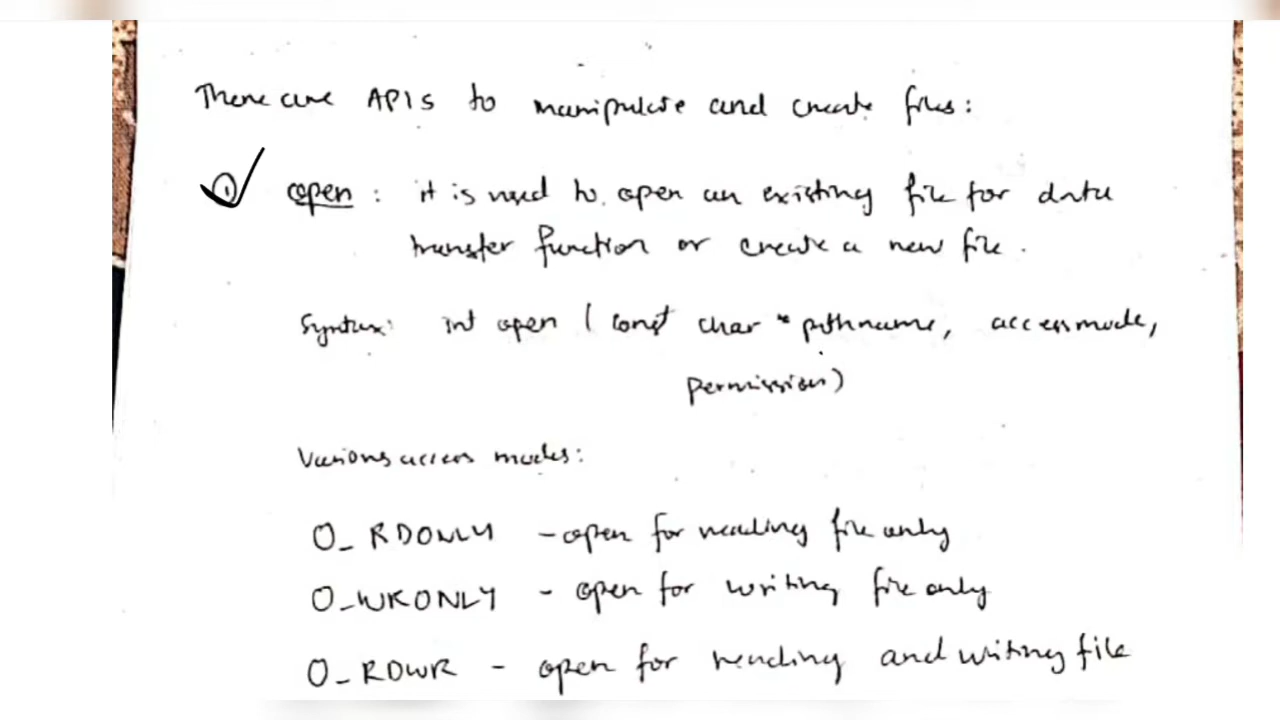 There are APIs to manipulate and create files:
① open : it is used to open an existing file for data
transfer function or create a new file.
Syntax: int open ( const char * pathname, accessmode,
permission)
Various access modes:
O_RDONLY - open for reading file only
O_WRONLY - open for writing file only
O_RDWR - open for reading and writing file